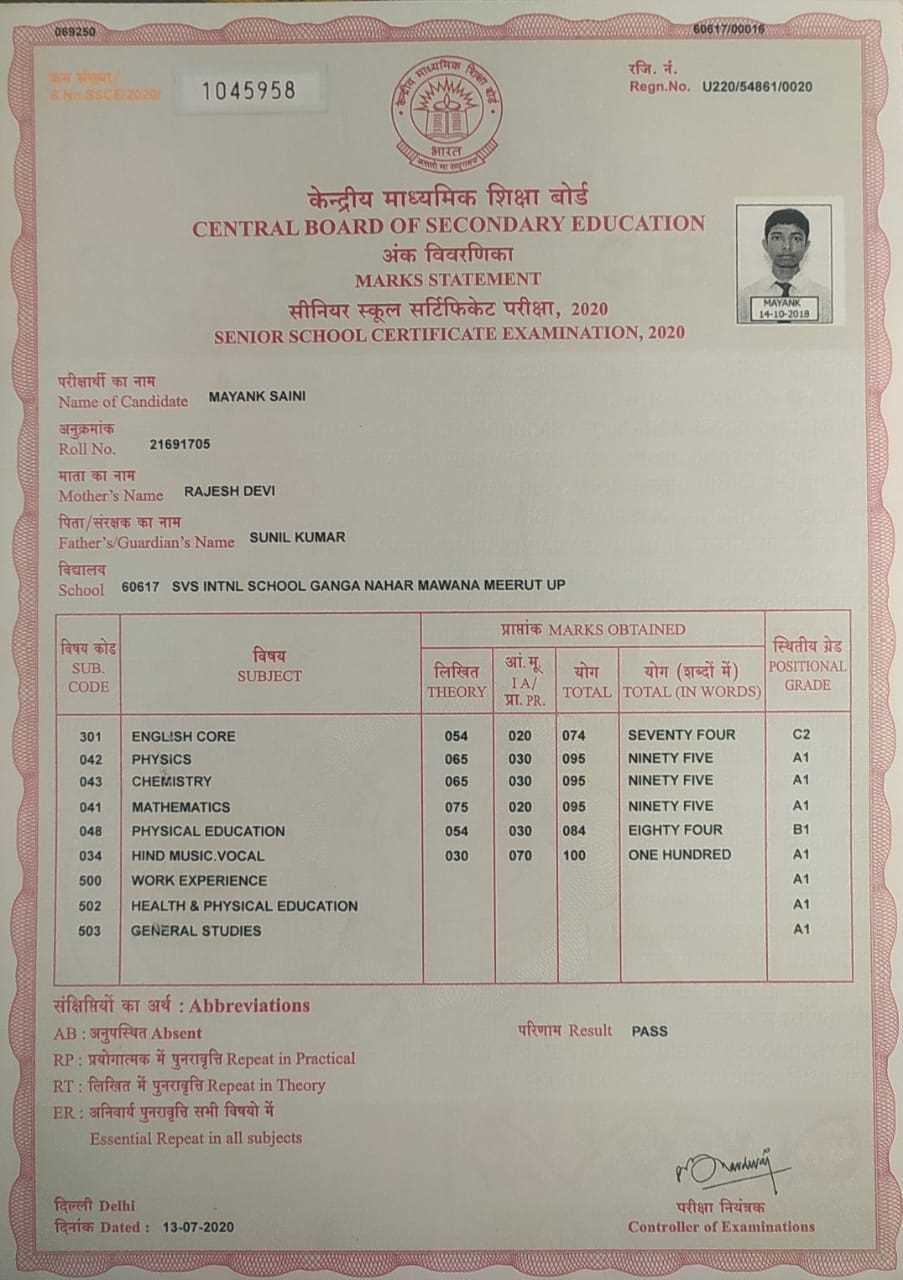 069250
60617/00016
क्रम संख्या/
S.No.SSCE/2020/
1045958
रजि. नं.
Regn.No. U220/54861/0020
केन्द्रीय माध्यमिक शिक्षा बोर्ड
भारत
असतो मा सद्गमय
केन्द्रीय माध्यमिक शिक्षा बोर्ड
CENTRAL BOARD OF SECONDARY EDUCATION
अंक विवरणिका
MARKS STATEMENT
सीनियर स्कूल सर्टिफिकेट परीक्षा, 2020
SENIOR SCHOOL CERTIFICATE EXAMINATION, 2020
MAYANK
14-10-2018
परीक्षार्थी का नाम
Name of Candidate MAYANK SAINI
अनुक्रमांक
Roll No. 21691705
माता का नाम
Mother's Name RAJESH DEVI
पिता/संरक्षक का नाम
Father's/Guardian's Name SUNIL KUMAR
विद्यालय
School 60617 SVS INTNL SCHOOL GANGA NAHAR MAWANA MEERUT UP
विषय कोड
SUB.
CODE
विषय
SUBJECT
प्राप्तांक MARKS OBTAINED
लिखित
THEORY
आं.मू.
I A/
प्रा. PR.
योग
TOTAL
योग (शब्दों में)
TOTAL (IN WORDS)
स्थितीय ग्रेड
POSITIONAL
GRADE
301 ENGLISH CORE 054 020 074 SEVENTY FOUR C2
042 PHYSICS 065 030 095 NINETY FIVE A1
043 CHEMISTRY 065 030 095 NINETY FIVE A1
041 MATHEMATICS 075 020 095 NINETY FIVE A1
048 PHYSICAL EDUCATION 054 030 084 EIGHTY FOUR B1
034 HIND MUSIC.VOCAL 030 070 100 ONE HUNDRED A1
500 WORK EXPERIENCE A1
502 HEALTH & PHYSICAL EDUCATION A1
503 GENERAL STUDIES A1
संक्षिप्तियों का अर्थ : Abbreviations
AB : अनुपस्थित Absent
परिणाम Result PASS
RP : प्रयोगात्मक में पुनरावृत्ति Repeat in Practical
RT : लिखित में पुनरावृत्ति Repeat in Theory
ER : अनिवार्य पुनरावृत्ति सभी विषयो में
Essential Repeat in all subjects
दिल्ली Delhi
दिनांक Dated : 13-07-2020
परीक्षा नियंत्रक
Controller of Examinations